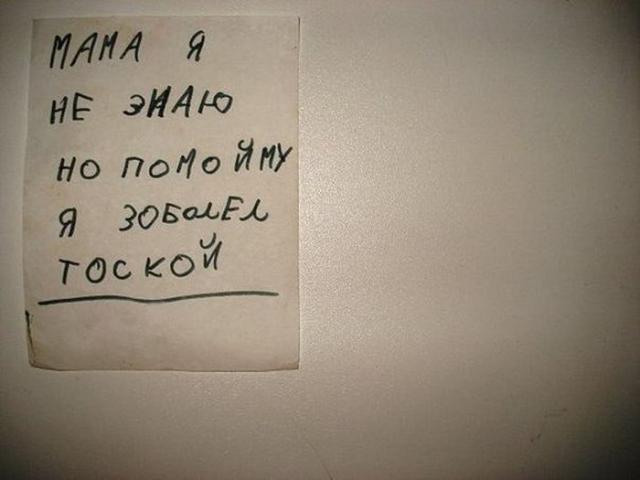 МАМА Я
НЕ ЗНАЮ
НО ПОМОЙМУ
Я ЗОБОЛЕЛ
ТОСКОЙ